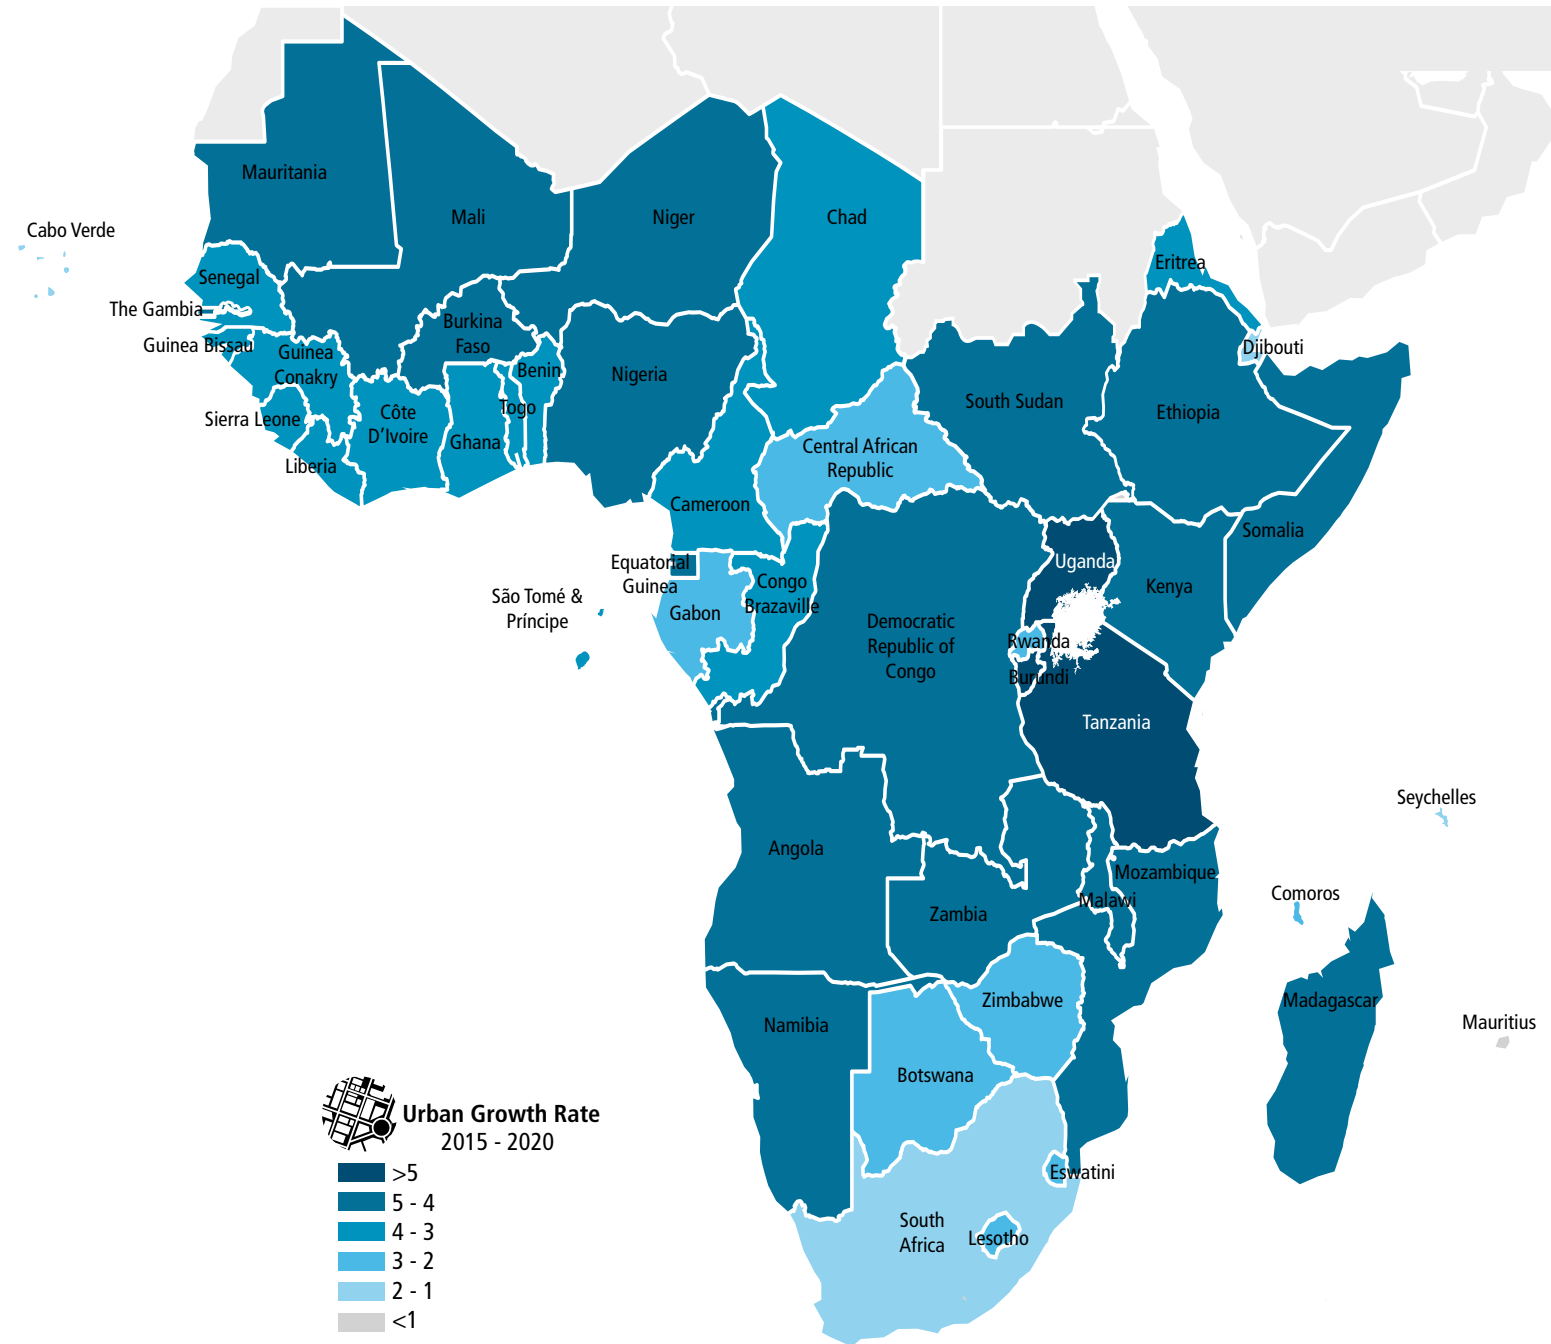 Mauritania
Mali
Niger
Chad
Cabo Verde
Senegal
Eritrea
The Gambia
Burkina
Faso
Guinea Bissau
Guinea
Conakry
Djibouti
Benin
Nigeria
South Sudan
Ethiopia
Togo
Sierra Leone
Côte
D'Ivoire
Ghana
Liberia
Central African
Republic
Cameroon
Somalia
Equatorial
Guinea
Uganda
Congo
Brazaville
Kenya
São Tomé &
Príncipe
Gabon
Democratic
Republic of
Congo
Rwanda
Burundi
Tanzania
Seychelles
Angola
Mozambique
Malawi
Comoros
Zambia
Zimbabwe
Madagascar
Namibia
Mauritius
Botswana
Eswatini
South
Africa
Lesotho
Urban Growth Rate
2015 - 2020
>5
5 - 4
4 - 3
3 - 2
2 - 1
<1